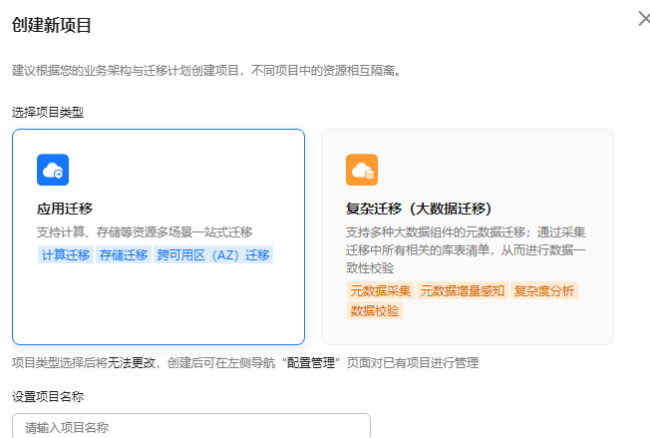 创建新项目
建议根据您的业务架构与迁移计划创建项目，不同项目中的资源相互隔离。
选择项目类型
应用迁移
支持计算、存储等资源多场景一站式迁移
计算迁移 存储迁移 跨可用区（AZ）迁移
复杂迁移（大数据迁移）
支持多种大数据组件的元数据迁移；通过采集
迁移中所有相关的库表清单，从而进行数据一
致性校验
元数据采集 元数据增量感知 复杂度分析
数据校验
项目类型选择后将无法更改，创建后可在左侧导航“配置管理”页面对已有项目进行管理
设置项目名称
请输入项目名称